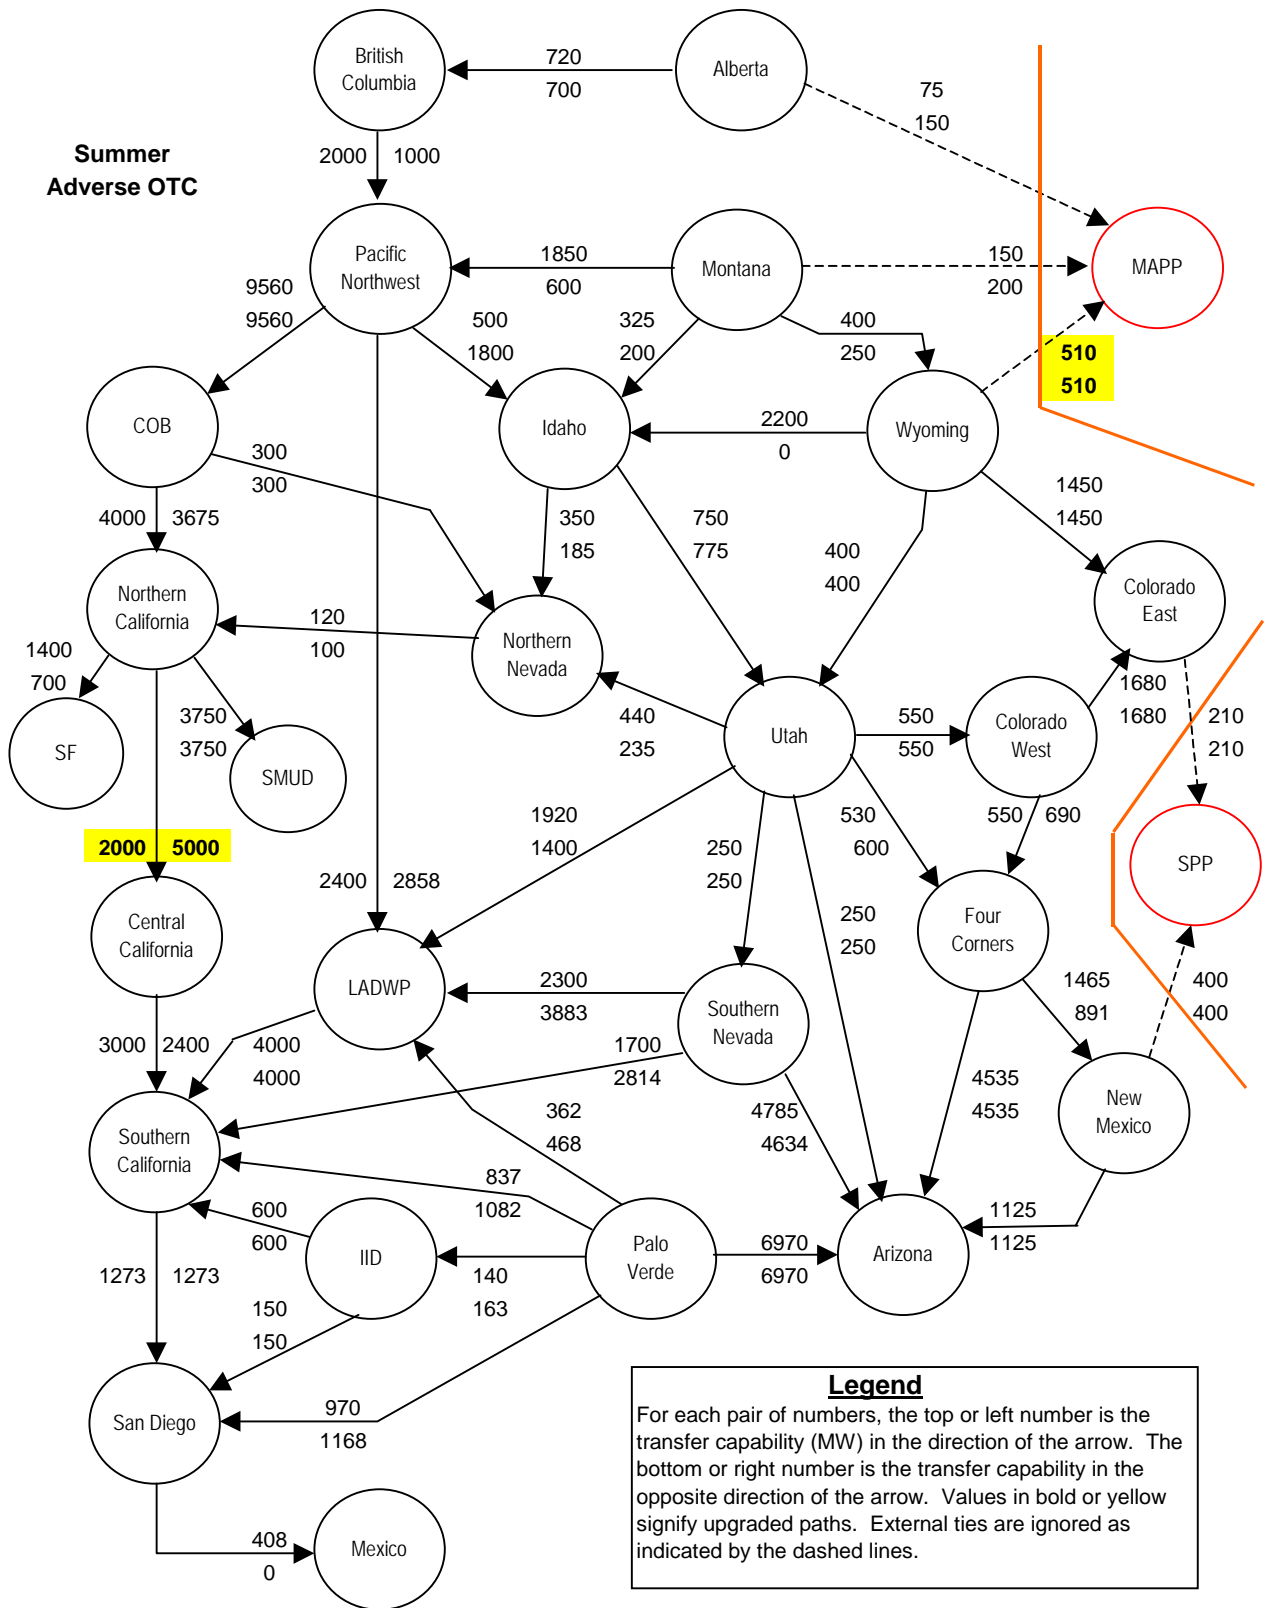 British
Columbia
720
700
Alberta
75
150
Summer
Adverse OTC
2000 1000
Pacific
Northwest
1850
600
Montana
150
200
MAPP
9560
9560
500
1800
325
200
400
250
510
510
COB
300
300
Idaho
2200
0
Wyoming
1450
1450
4000 3675
350
185
750
775
400
400
Northern
California
120
100
Northern
Nevada
Colorado
East
1400
700
3750
3750
440
235
1680
1680
210
210
SF
SMUD
Utah
550
550
Colorado
West
2000 5000
1920
1400
250
250
530
600
550 690
SPP
2400 2858
Central
California
250
250
Four
Corners
LADWP
2300
3883
Southern
Nevada
1465
891
400
400
3000 2400
4000
4000
1700
2814
4785
4634
4535
4535
New
Mexico
Southern
California
362
468
837
1082
600
600
IID
Palo
Verde
6970
6970
Arizona
1125
1125
1273 1273
140
163
150
150
San Diego
970
1168
408
0
Mexico
Legend
For each pair of numbers, the top or left number is the
transfer capability (MW) in the direction of the arrow. The
bottom or right number is the transfer capability in the
opposite direction of the arrow. Values in bold or yellow
signify upgraded paths. External ties are ignored as
indicated by the dashed lines.